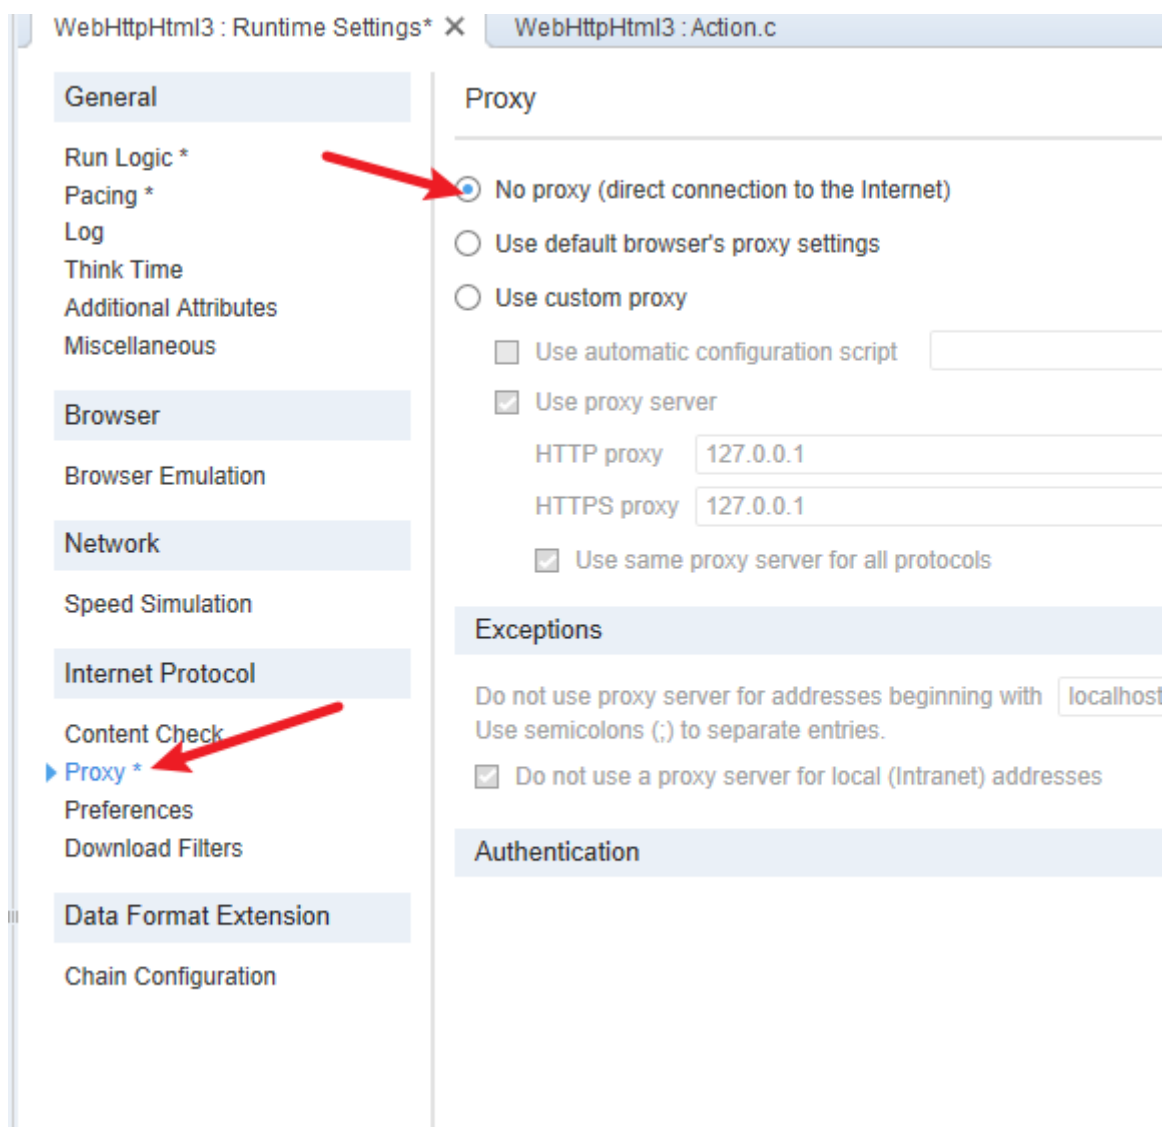 WebHttpHtml3 : Runtime Settings*
WebHttpHtml3 : Action.c
General
Run Logic *
Pacing *
Log
Think Time
Additional Attributes
Miscellaneous
Browser
Browser Emulation
Network
Speed Simulation
Internet Protocol
Content Check
Proxy *
Preferences
Download Filters
Data Format Extension
Chain Configuration
Proxy
No proxy (direct connection to the Internet)
Use default browser's proxy settings
Use custom proxy
Use automatic configuration script
Use proxy server
HTTP proxy 127.0.0.1
HTTPS proxy 127.0.0.1
Use same proxy server for all protocols
Exceptions
Do not use proxy server for addresses beginning with localhost
Use semicolons (;) to separate entries.
Do not use a proxy server for local (Intranet) addresses
Authentication